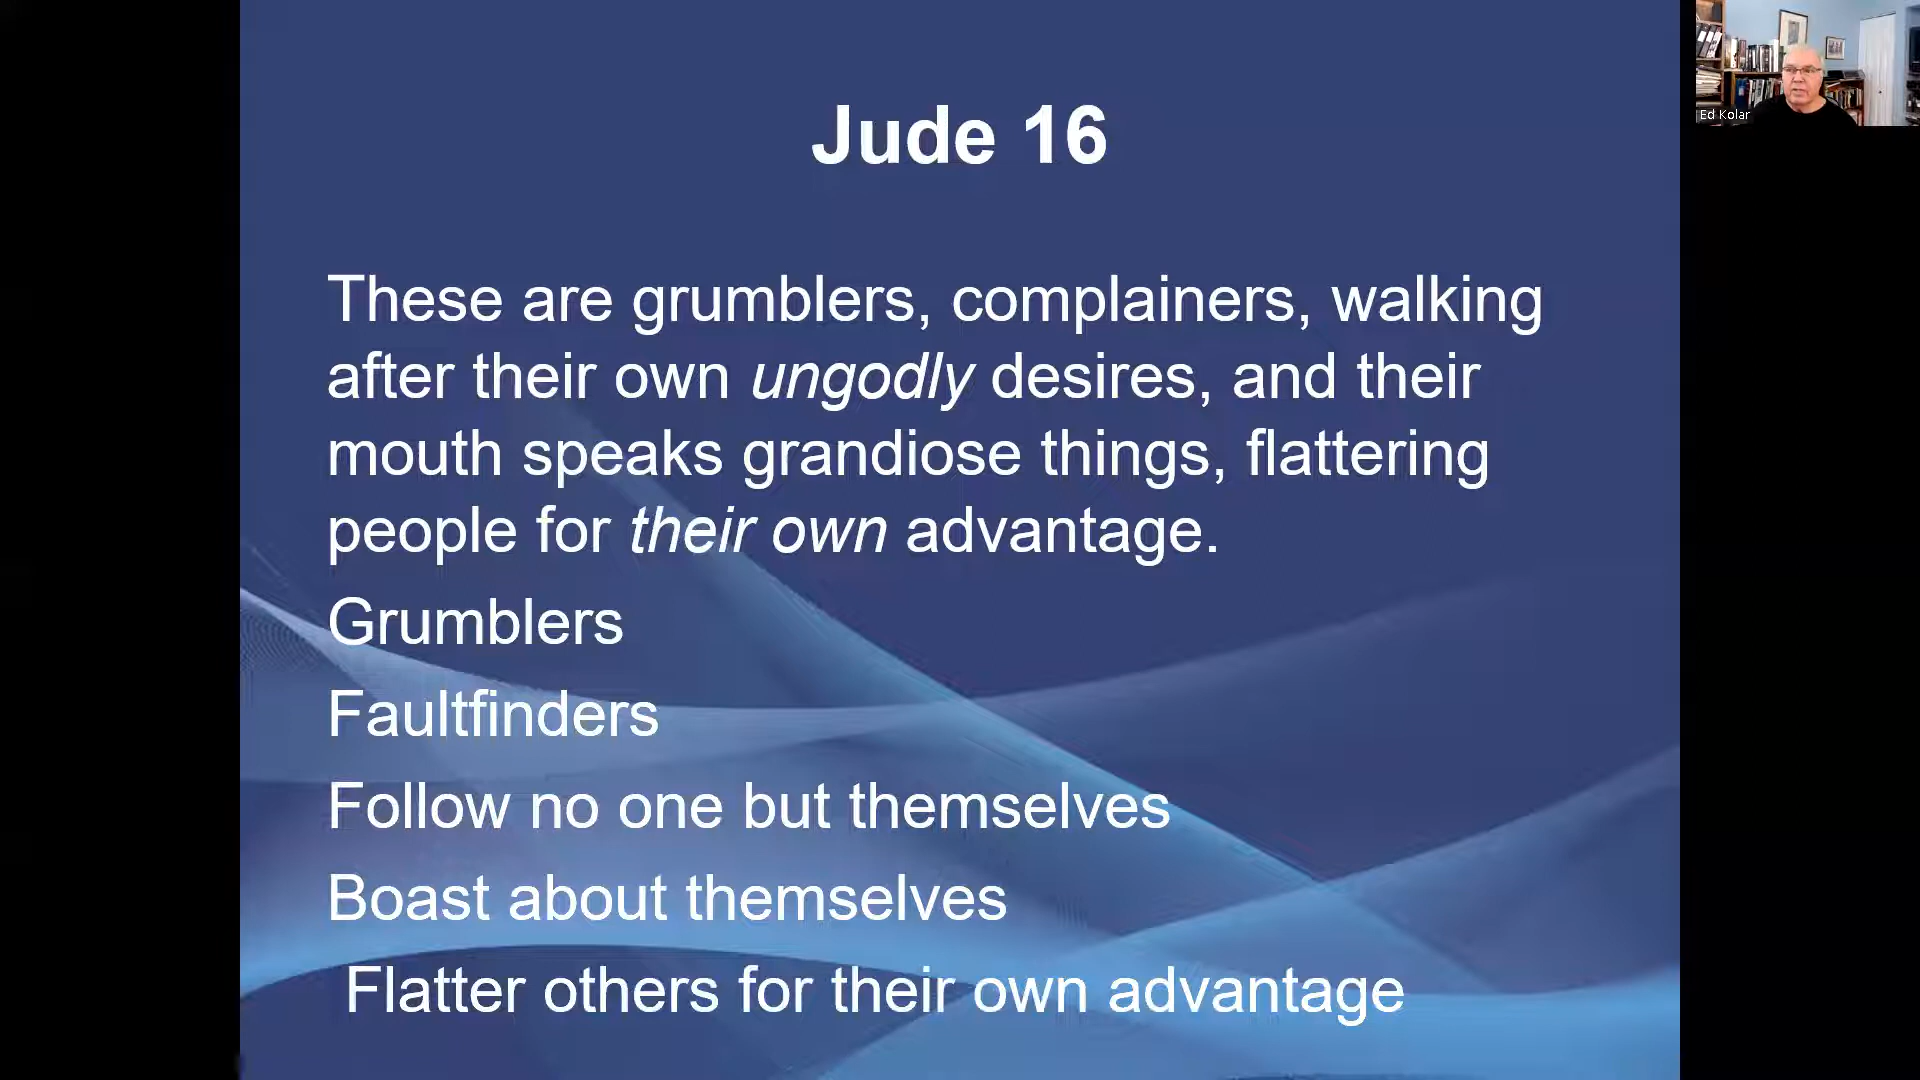 Jude 16
Ed Kolar
These are grumblers, complainers, walking
after their own ungodly desires, and their
mouth speaks grandiose things, flattering
people for their own advantage.
Grumblers
Faultfinders
Follow no one but themselves
Boast about themselves
Flatter others for their own advantage